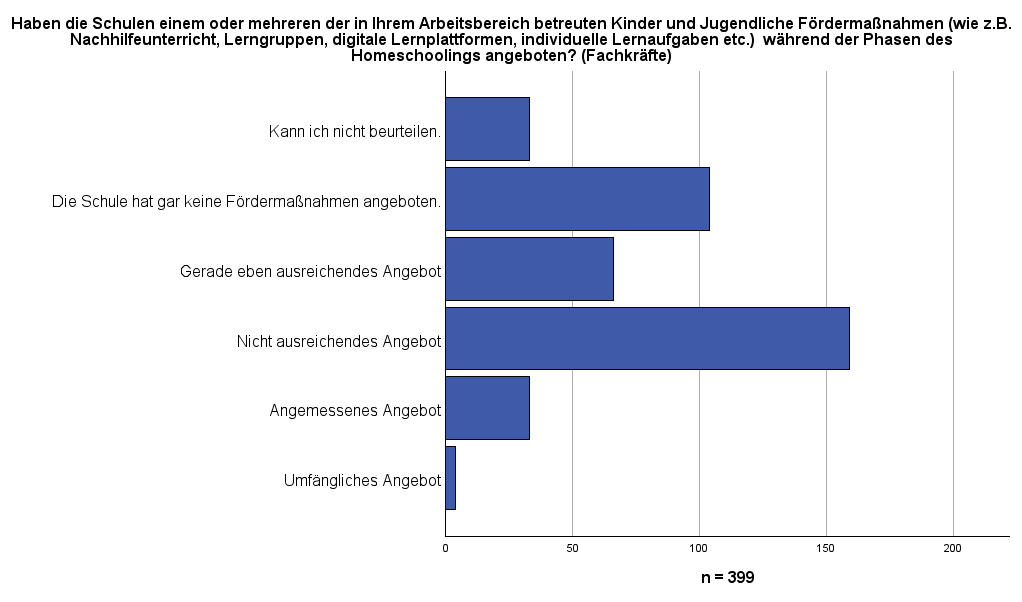 Haben die Schulen einem oder mehreren der in Ihrem Arbeitsbereich betreuten Kinder und Jugendliche Fördermaßnahmen (wie z.B.
Nachhilfeunterricht, Lerngruppen, digitale Lernplattformen, individuelle Lernaufgaben etc.) während der Phasen des
Homeschoolings angeboten? (Fachkräfte)
Kann ich nicht beurteilen.
Die Schule hat gar keine Fördermaßnahmen angeboten.
Gerade eben ausreichendes Angebot
Nicht ausreichendes Angebot
Angemessenes Angebot
Umfängliches Angebot
0 50 100 150 200
n = 399